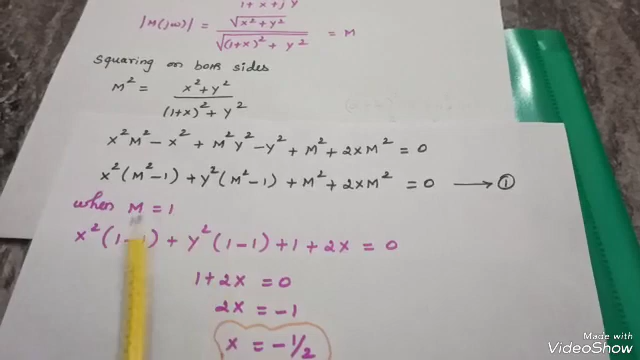 1 + x + jy
|M(jω)| = √(x² + y²) / √((1+x)² + y²) = M
Squaring on both sides
M² = (x² + y²) / ((1+x)² + y²)
x²M² - x² + M²y² - y² + M² + 2xM² = 0
x²(M² - 1) + y²(M² - 1) + M² + 2xM² = 0 → ①
when M = 1
x²(1 - 1) + y²(1 - 1) + 1 + 2x = 0
1 + 2x = 0
2x = -1
x = -1/2
Made with
VideoShow